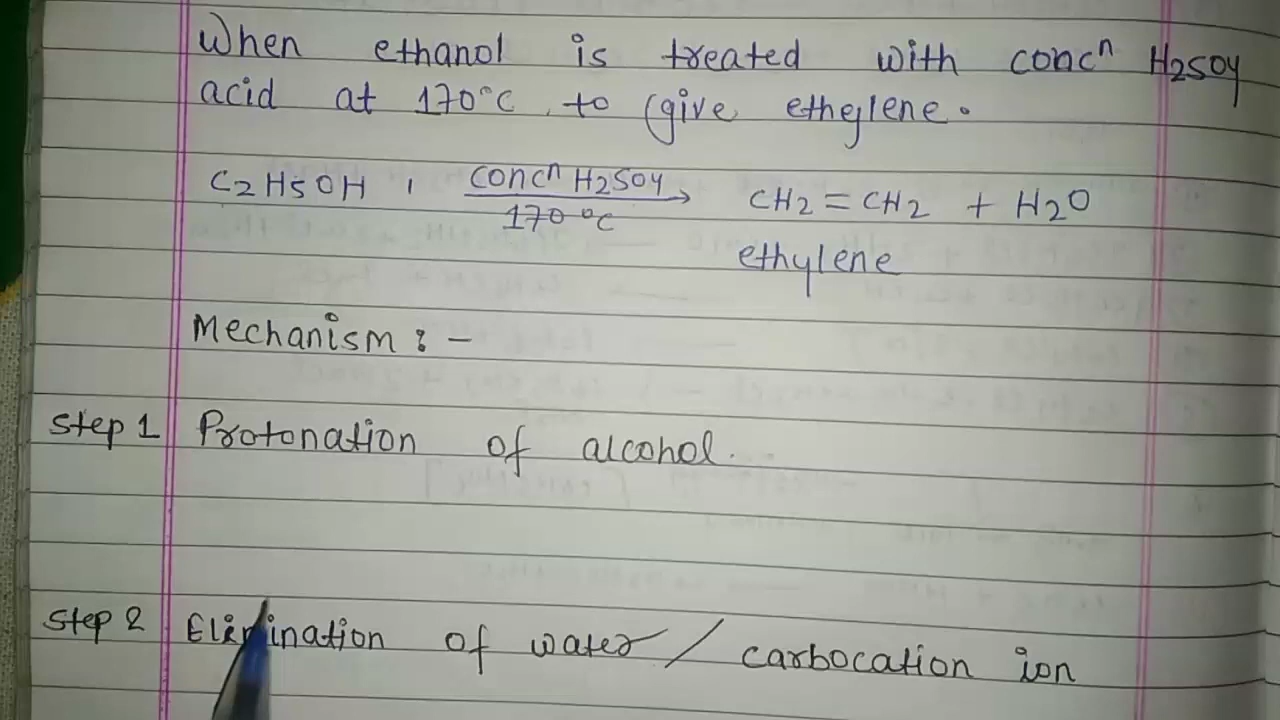 When ethanol is treated with concⁿ H2SO4
acid at 170°C to give ethylene.
C2H5OH concⁿ H2SO4 → CH2 = CH2 + H2O
170°C
ethylene
Mechanism : -
Step 1 Protonation of alcohol.
Step 2 Elimination of water / carbocation ion